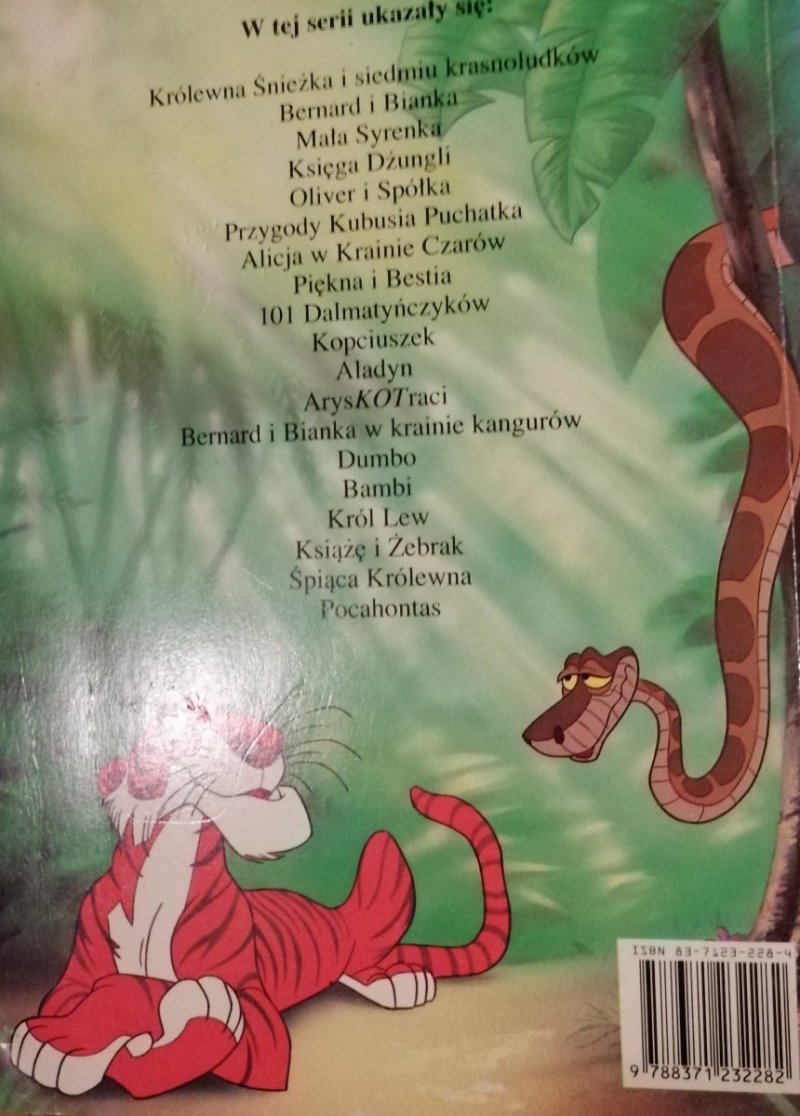 W tej serii ukazały się:
Królewna Śnieżka i siedmiu krasnoludków
Bernard i Bianka
Mała Syrenka
Księga Dżungli
Oliver i Spółka
Przygody Kubusia Puchatka
Alicja w Krainie Czarów
Piękna i Bestia
101 Dalmatyńczyków
Kopciuszek
Aladyn
ArysKOTraci
Bernard i Bianka w krainie kangurów
Dumbo
Bambi
Król Lew
Książę i Żebrak
Śpiąca Królewna
Pocahontas
ISBN 83-7123-228-4
9 788371 232282